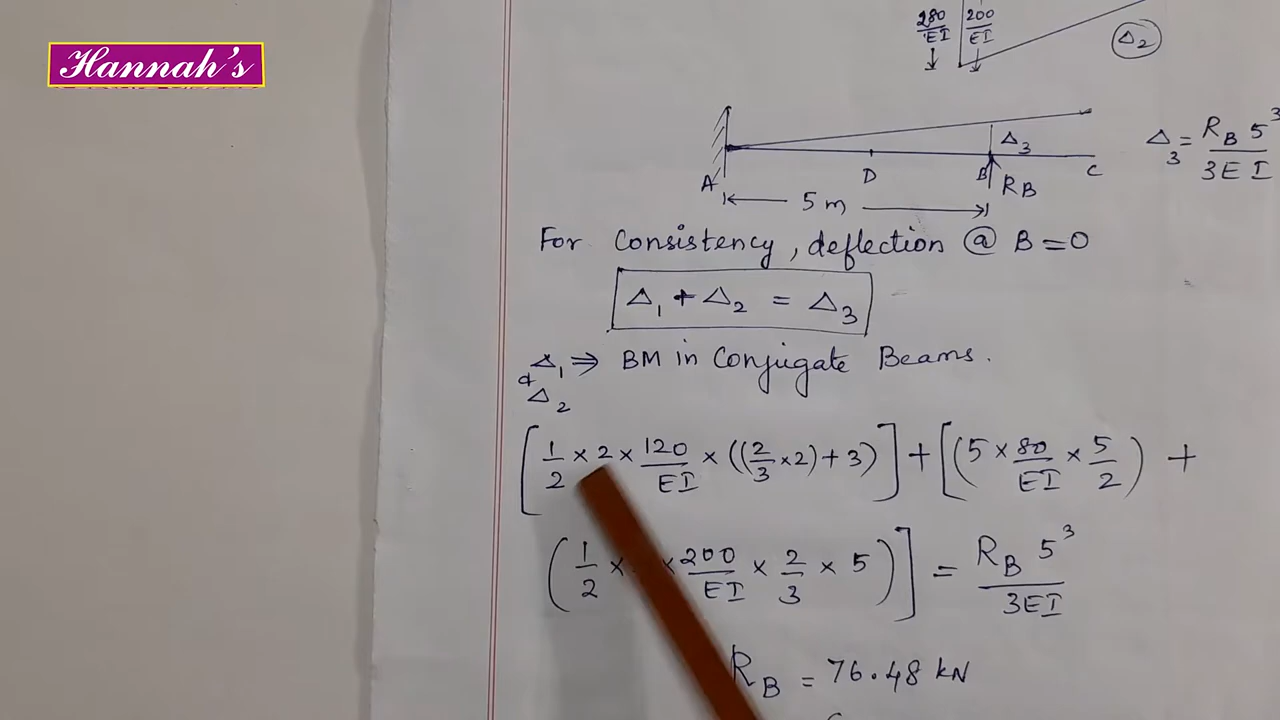 Hannah's
280/EI 200/EI
Δ2
Δ3 Δ3 = RB 5³/3EI
A D B C
RB
5 m
For Consistency, deflection @ B = 0
Δ1 + Δ2 = Δ3
Δ1 ⇒ BM in Conjugate Beams.
& Δ2
[1/2 × 2 × 120/EI × ((2/3 × 2) + 3)] + [(5 × 80/EI × 5/2) +
(1/2 × × 200/EI × 2/3 × 5)] = RB 5³/3EI
RB = 76.48 kN